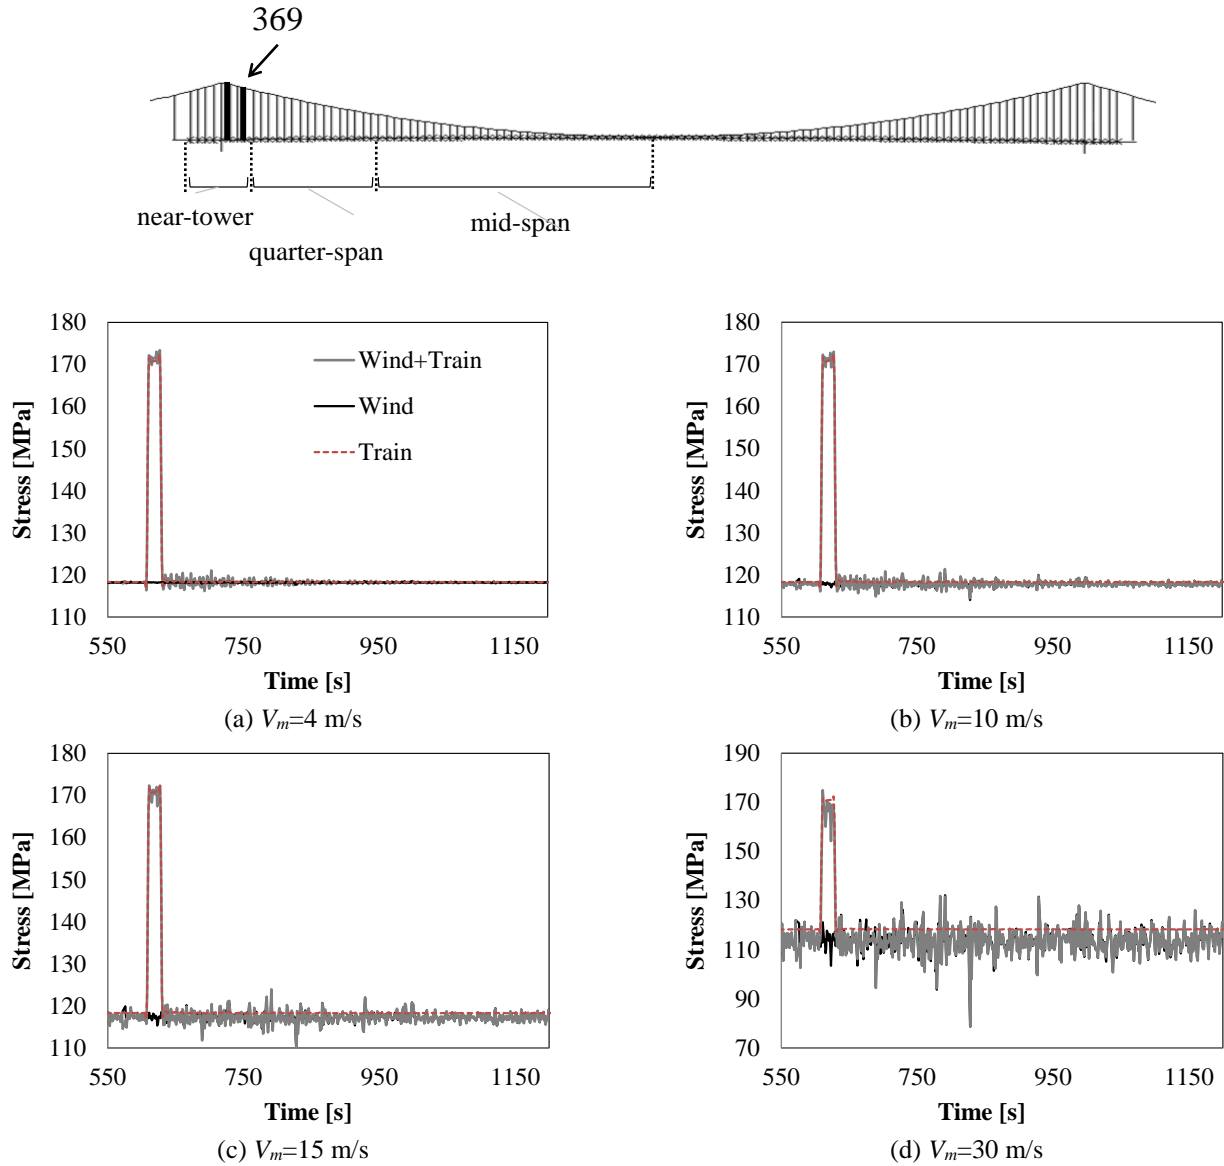 369
near-tower
quarter-span
mid-span
Stress [MPa]
180
170
160
150
140
130
120
110
550 750 950 1150
Time [s]
Wind+Train
Wind
Train
(a) Vm=4 m/s
Stress [MPa]
180
170
160
150
140
130
120
110
550 750 950 1150
Time [s]
(b) Vm=10 m/s
Stress [MPa]
180
170
160
150
140
130
120
110
550 750 950 1150
Time [s]
(c) Vm=15 m/s
Stress [MPa]
190
170
150
130
110
90
70
550 750 950 1150
Time [s]
(d) Vm=30 m/s